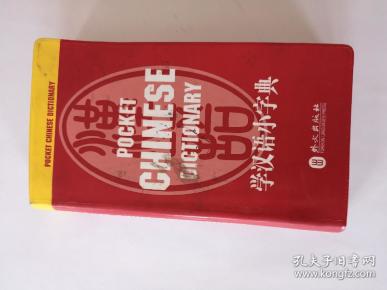 POCKET CHINESE DICTIONARY
POCKET
CHINESE
DICTIONARY
学汉语小字典
外文出版社
FOREIGN LANGUAGES PRESS
孔夫子旧书网
kongfz.com